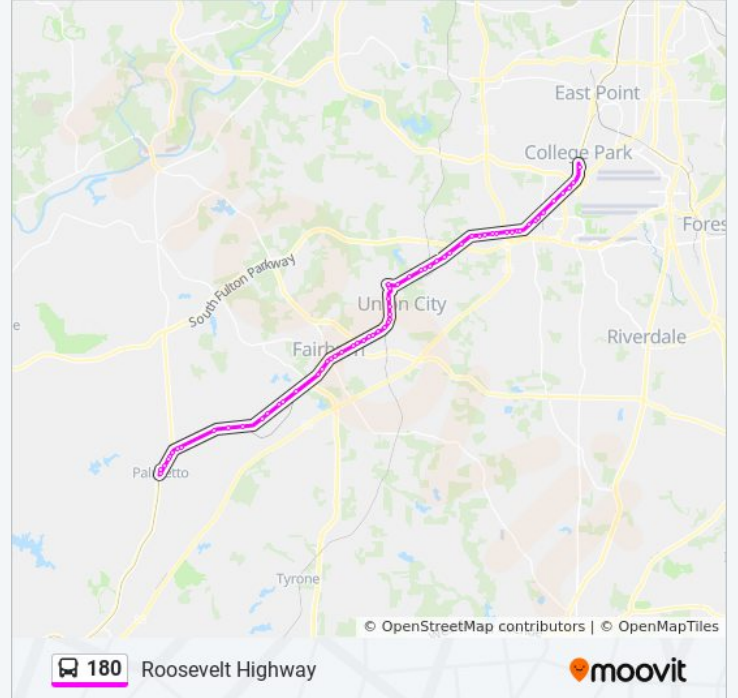 East Point
College Park
285
Fores
South Fulton Parkway
Union City
e
Riverdale
Fairburn
Palmetto
Tyrone
© OpenStreetMap contributors | © OpenMapTiles
180 Roosevelt Highway
moovit